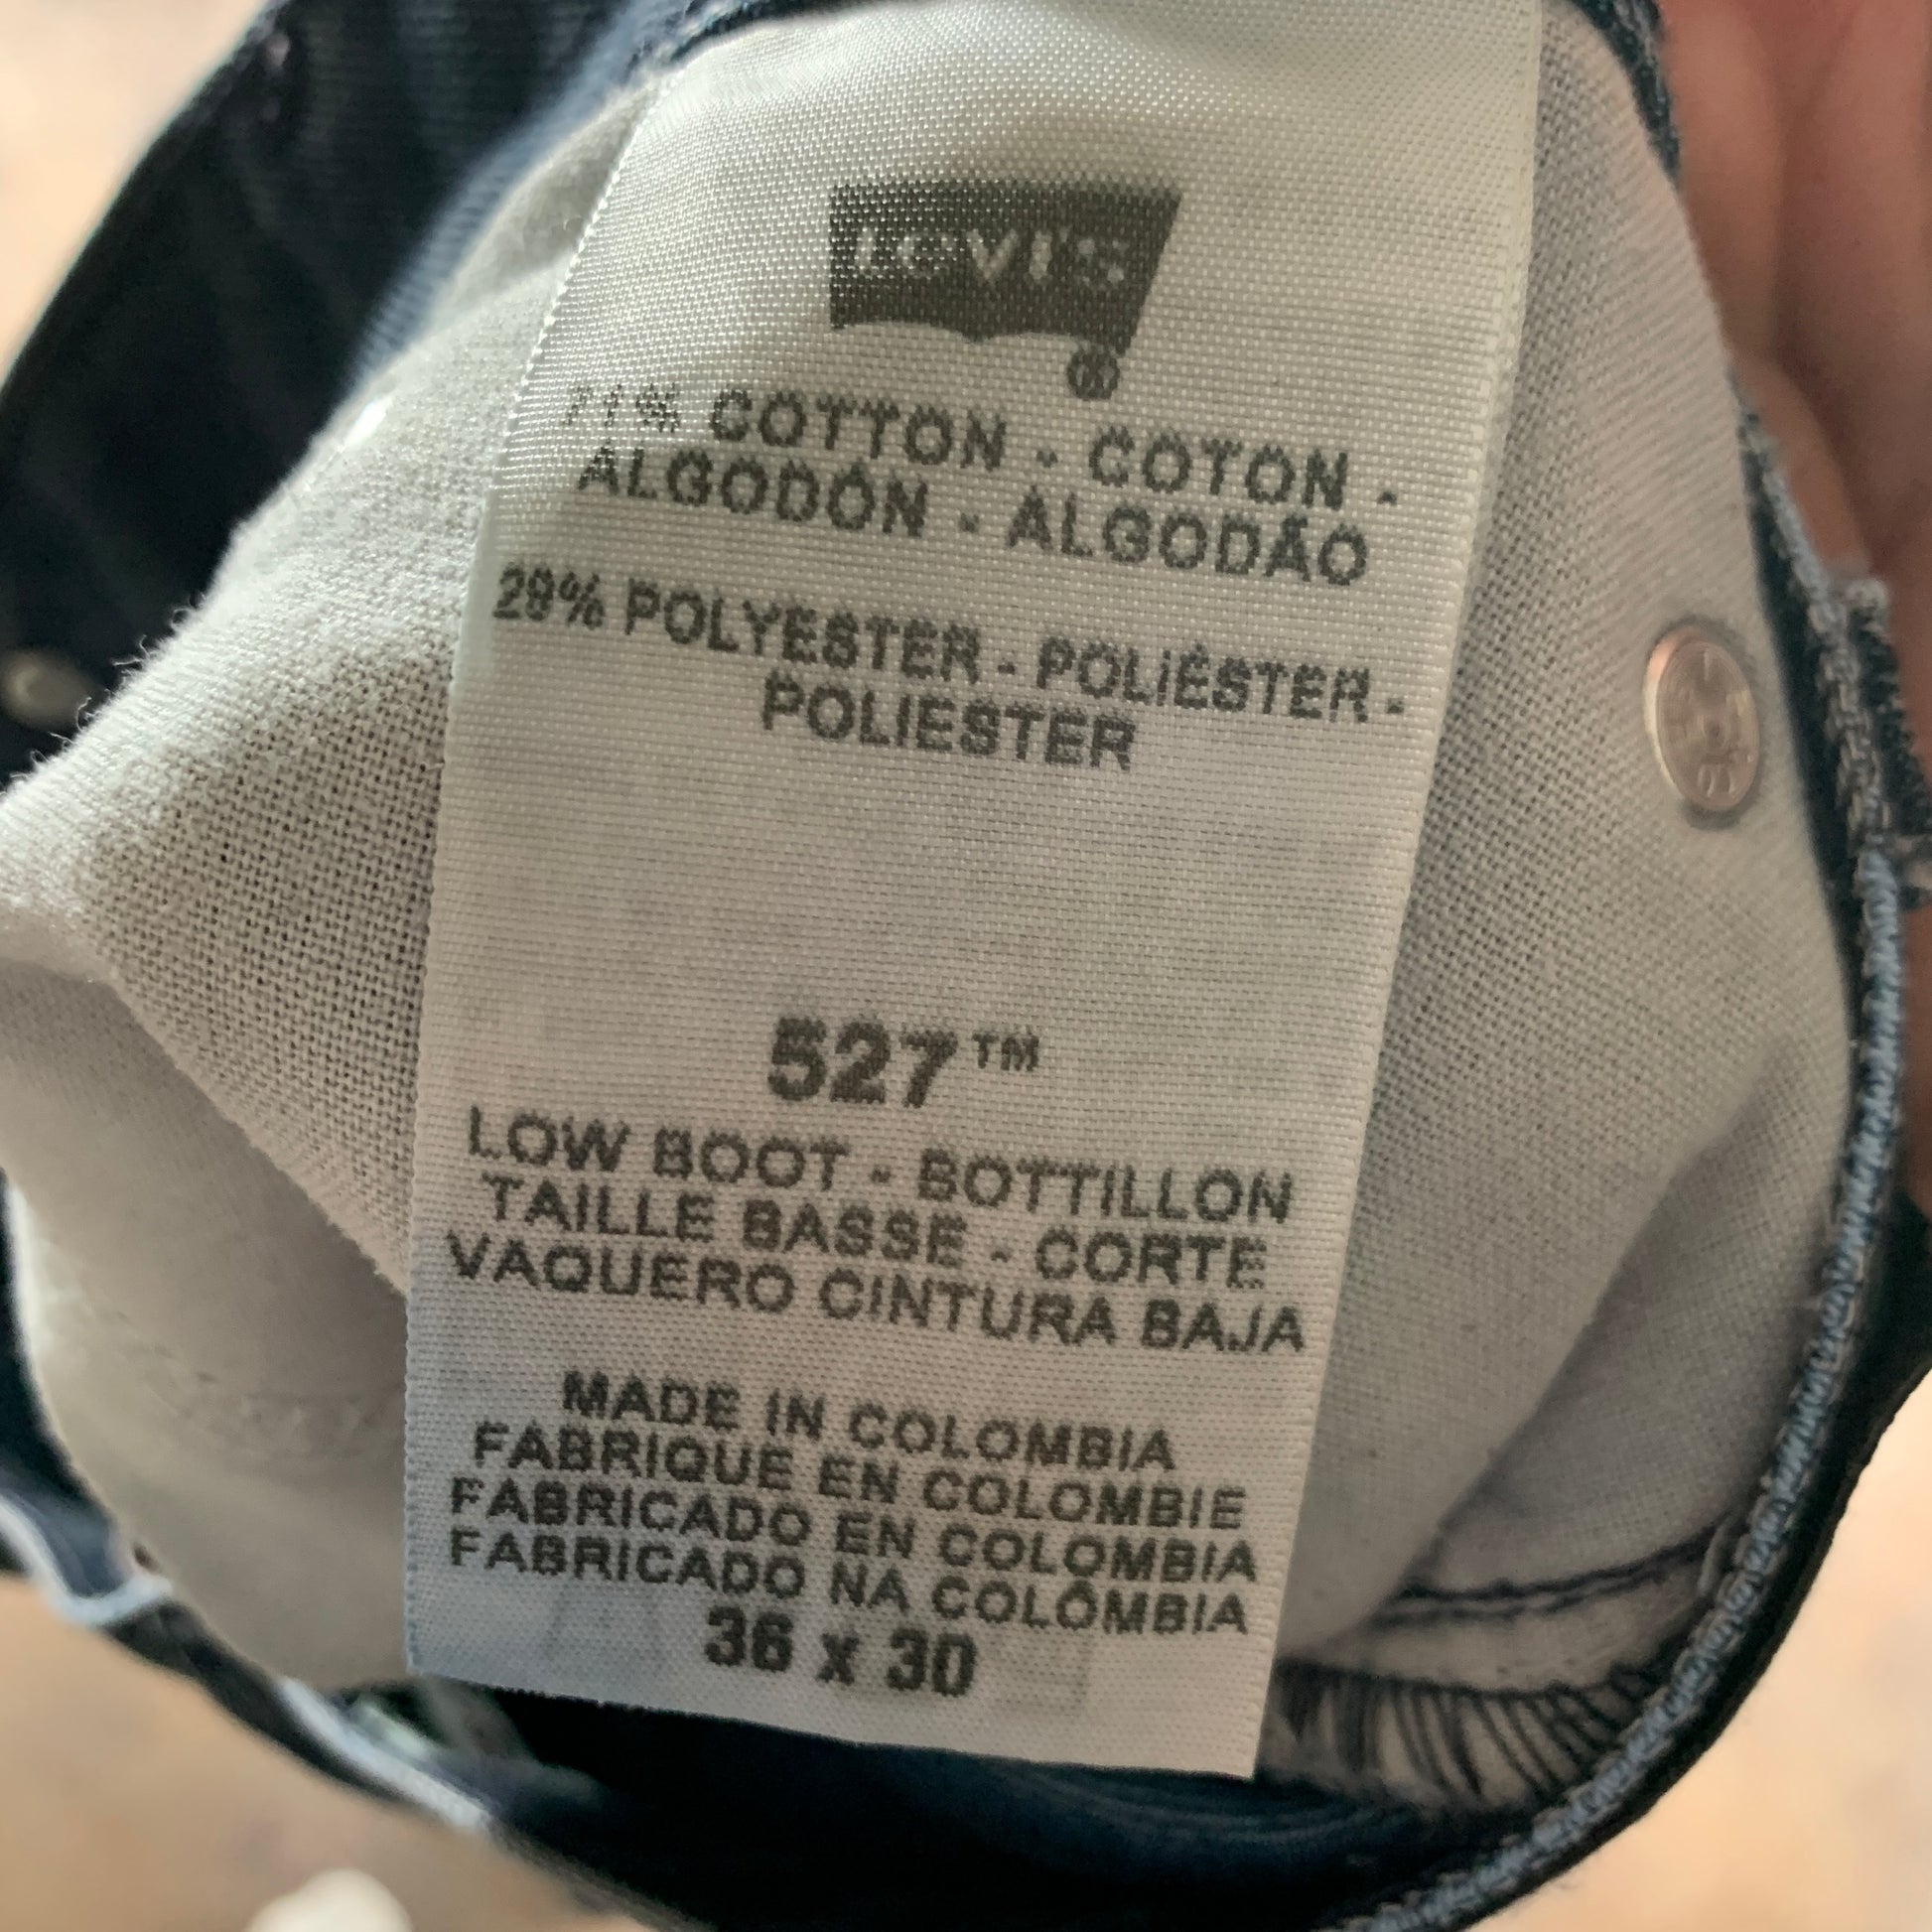 LEVI'S
®
71% COTTON - COTON -
ALGODÓN - ALGODÃO
29% POLYESTER - POLIÉSTER -
POLIESTER
527™
LOW BOOT - BOTTILLON
TAILLE BASSE - CORTE
VAQUERO CINTURA BAJA
MADE IN COLOMBIA
FABRIQUE EN COLOMBIE
FABRICADO EN COLOMBIA
FABRICADO NA COLÔMBIA
36 x 30